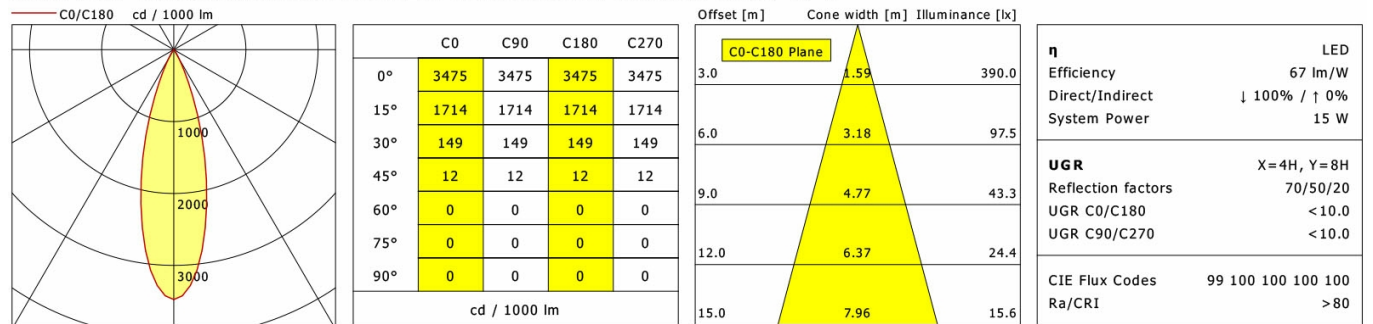 C0/C180 cd / 1000 lm
1000
2000
3000
C0 C90 C180 C270
0° 3475 3475 3475 3475
15° 1714 1714 1714 1714
30° 149 149 149 149
45° 12 12 12 12
60° 0 0 0 0
75° 0 0 0 0
90° 0 0 0 0
cd / 1000 lm
Offset [m] Cone width [m] Illuminance [lx]
C0-C180 Plane
3.0 1.59 390.0
6.0 3.18 97.5
9.0 4.77 43.3
12.0 6.37 24.4
15.0 7.96 15.6
η LED
Efficiency 67 lm/W
Direct/Indirect ↓ 100% / ↑ 0%
System Power 15 W
UGR X=4H, Y=8H
Reflection factors 70/50/20
UGR C0/C180 <10.0
UGR C90/C270 <10.0
CIE Flux Codes 99 100 100 100 100
Ra/CRI >80